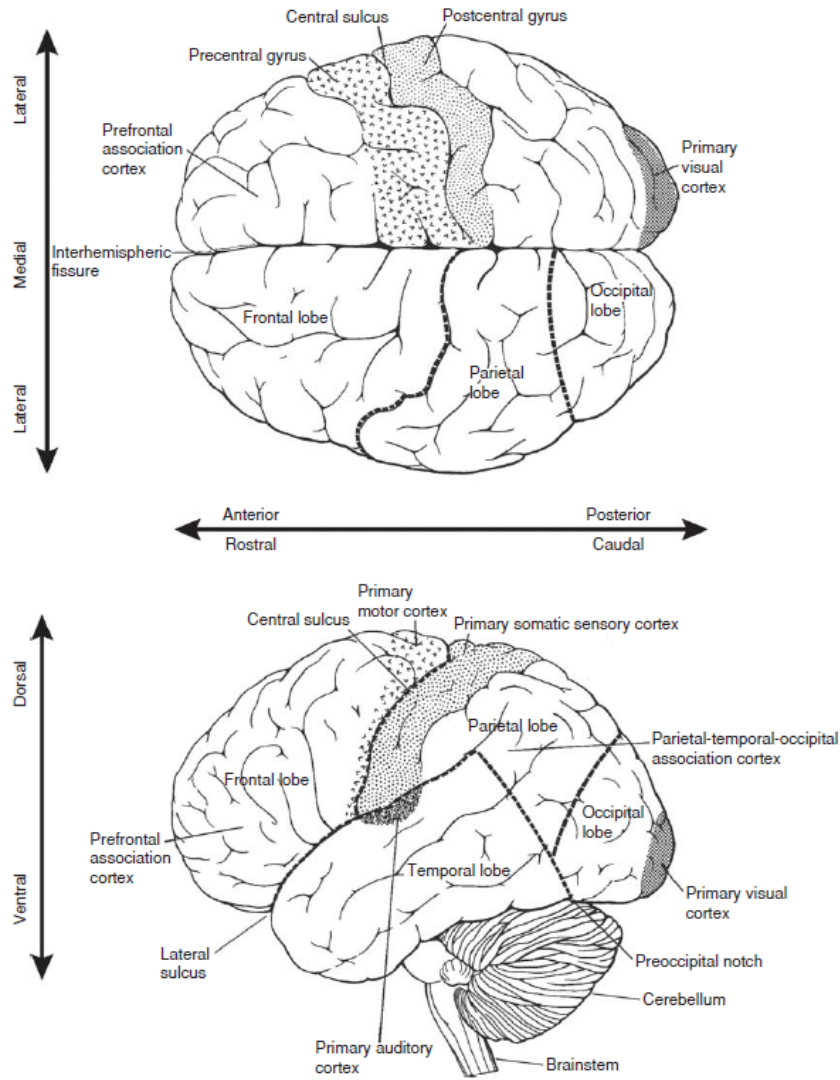 Central sulcus
Postcentral gyrus
Precentral gyrus
Lateral
Prefrontal
association
cortex
Primary
visual
cortex
Medial
Interhemispheric
fissure
Occipital
lobe
Frontal lobe
Parietal
lobe
Lateral
Anterior
Posterior
Rostral
Caudal
Primary
motor cortex
Central sulcus
Primary somatic sensory cortex
Dorsal
Parietal lobe
Parietal-temporal-occipital
association cortex
Frontal lobe
Occipital
lobe
Prefrontal
association
cortex
Temporal lobe
Ventral
Primary visual
cortex
Lateral
sulcus
Preoccipital notch
Cerebellum
Primary auditory
cortex
Brainstem